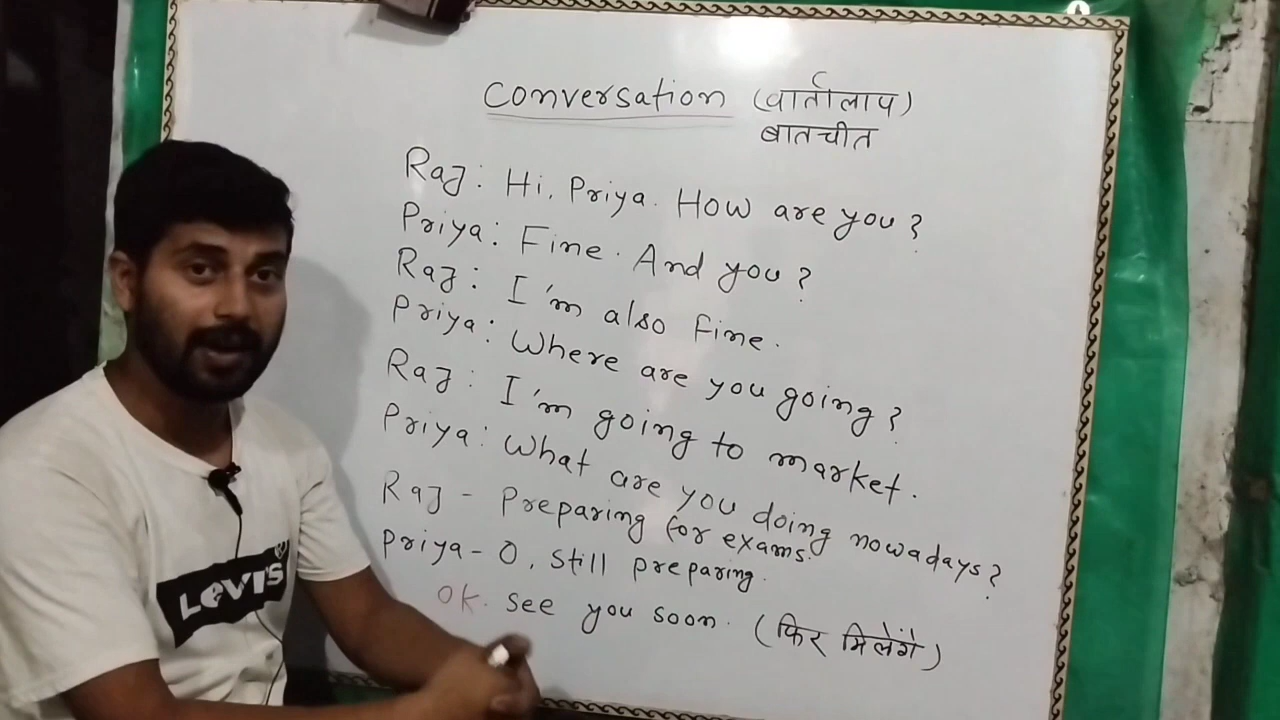 Conversation (वार्तालाप)
बातचीत
Raj: Hi, Priya. How are you?
Priya: Fine. And you?
Raj: I'm also fine.
Priya: Where are you going?
Raj: I'm going to market.
Priya: What are you doing nowadays?
Raj - Preparing for exams.
Priya - O, still preparing.
OK. See you soon. (फिर मिलेंगे)
LEVI'S